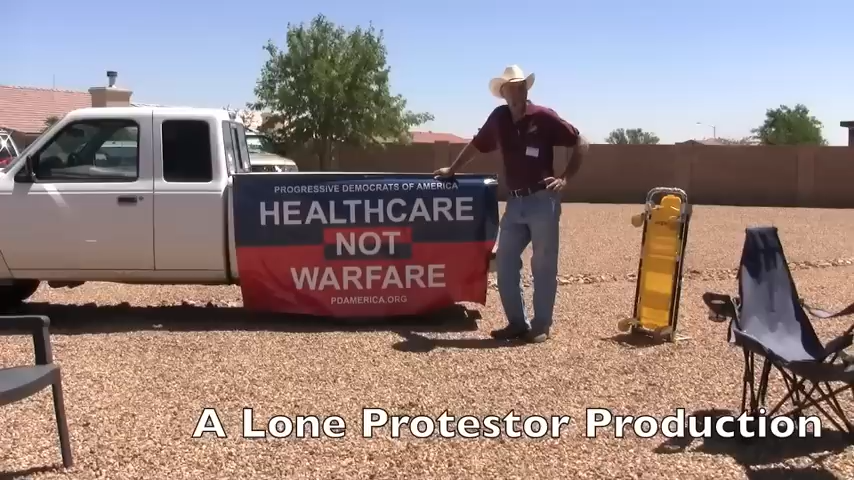 PROGRESSIVE DEMOCRATS OF AMERICA
HEALTHCARE
NOT
WARFARE
PDAMERICA.ORG
A Lone Protestor Production